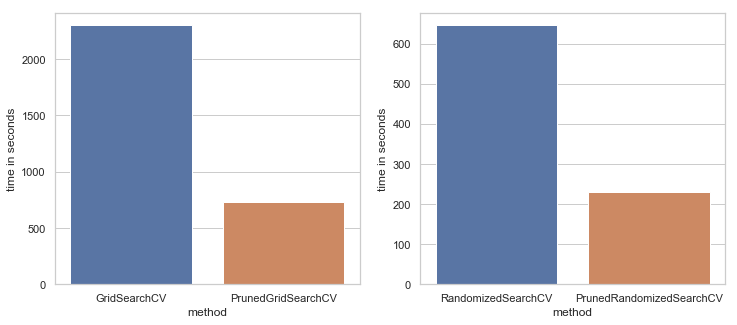 time in seconds
2000
1500
1000
500
0
GridSearchCV
PrunedGridSearchCV
method
time in seconds
600
500
400
300
200
100
0
RandomizedSearchCV
PrunedRandomizedSearchCV
method